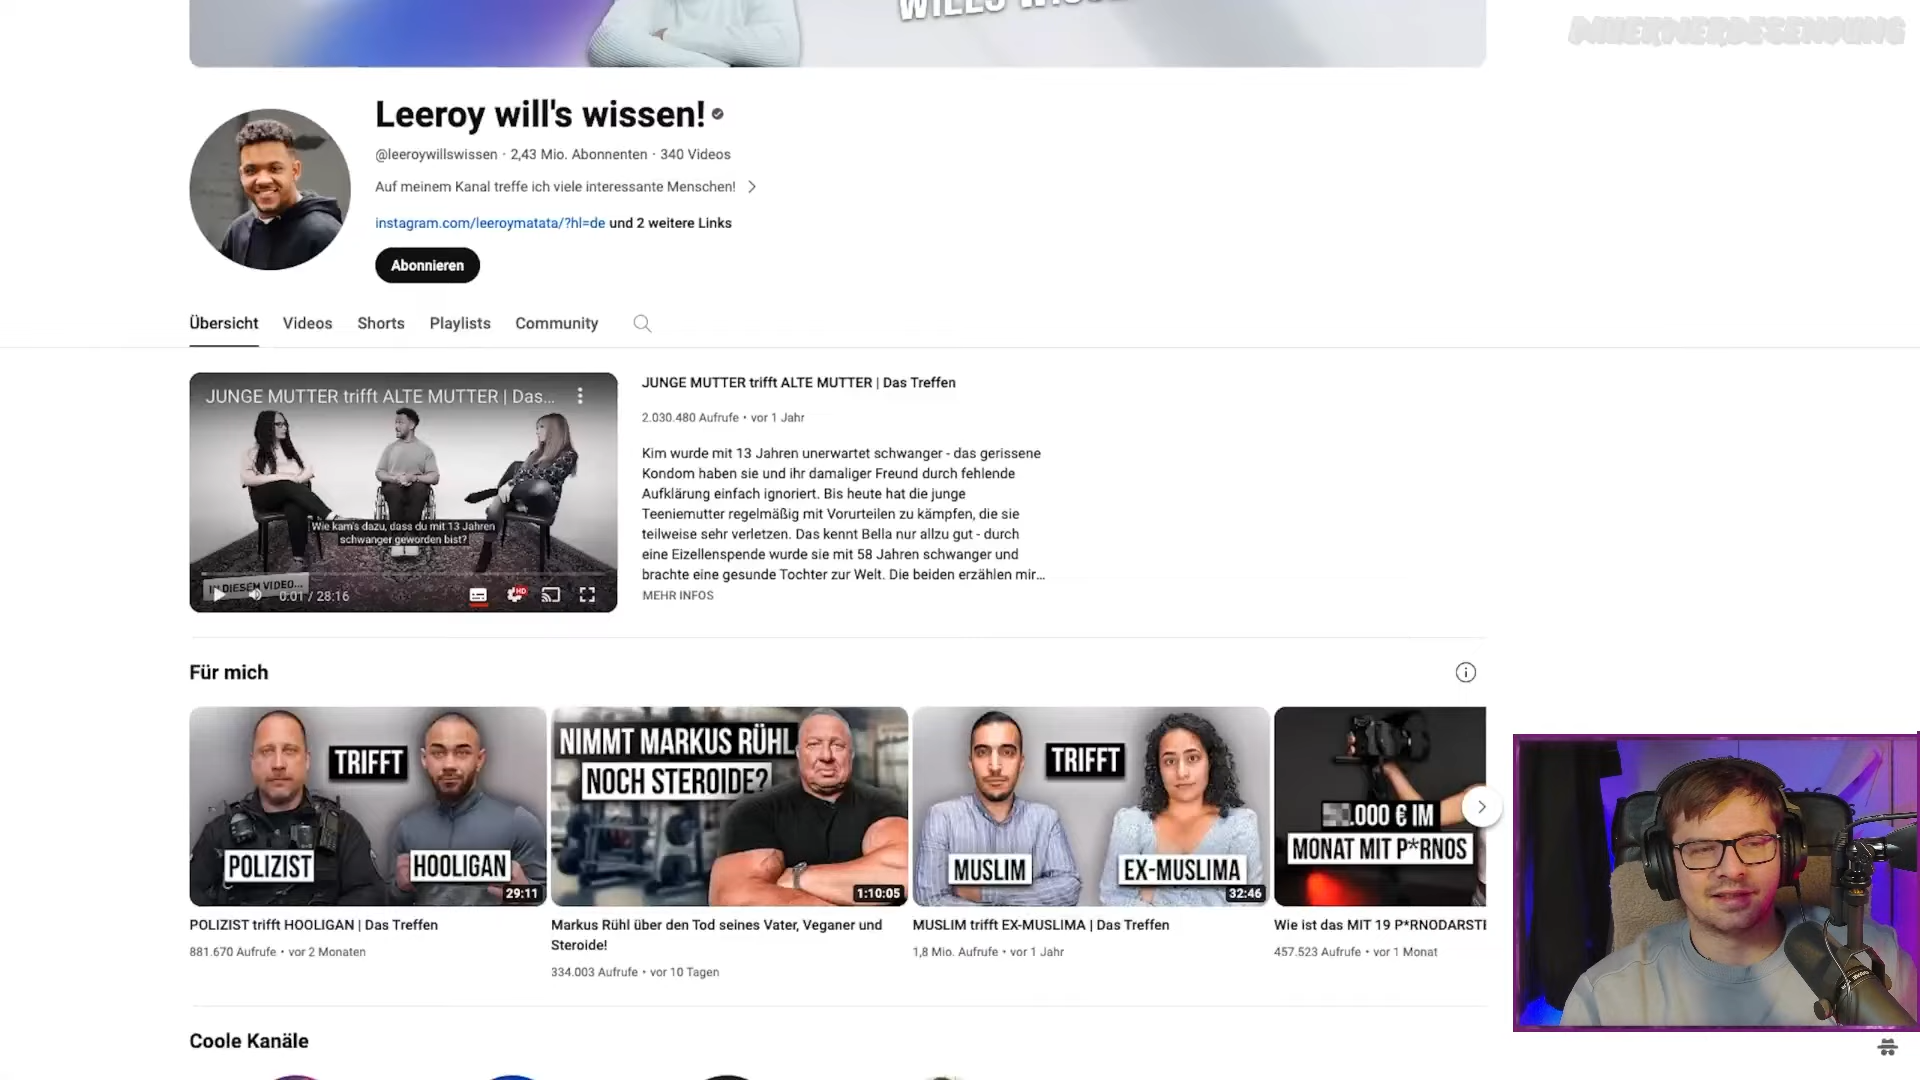 WILLS WISSEN
Leeroy will's wissen!
@leeroywillswissen · 2,43 Mio. Abonnenten · 340 Videos
Auf meinem Kanal treffe ich viele interessante Menschen!
instagram.com/leeroymatata/?hl=de und 2 weitere Links
Abonnieren
Übersicht Videos Shorts Playlists Community
JUNGE MUTTER trifft ALTE MUTTER | Das...
Wie kam's dazu, dass du mit 13 Jahren
schwanger geworden bist?
IN DIESEM VIDEO...
0:01 / 28:16
HD
JUNGE MUTTER trifft ALTE MUTTER | Das Treffen
2.030.480 Aufrufe • vor 1 Jahr
Kim wurde mit 13 Jahren unerwartet schwanger - das gerissene
Kondom haben sie und ihr damaliger Freund durch fehlende
Aufklärung einfach ignoriert. Bis heute hat die junge
Teeniemutter regelmäßig mit Vorurteilen zu kämpfen, die sie
teilweise sehr verletzen. Das kennt Bella nur allzu gut - durch
eine Eizellenspende wurde sie mit 58 Jahren schwanger und
brachte eine gesunde Tochter zur Welt. Die beiden erzählen mir...
MEHR INFOS
Für mich
TRIFFT
POLIZIST
HOOLIGAN
29:11
POLIZIST trifft HOOLIGAN | Das Treffen
881.670 Aufrufe • vor 2 Monaten
NIMMT MARKUS RÜHL
NOCH STEROIDE?
1:10:05
Markus Rühl über den Tod seines Vater, Veganer und
Steroide!
334.003 Aufrufe • vor 10 Tagen
TRIFFT
MUSLIM
EX-MUSLIMA
32:46
MUSLIM trifft EX-MUSLIMA | Das Treffen
1,8 Mio. Aufrufe • vor 1 Jahr
.000 € IM
MONAT MIT P*RNOS
Wie ist das MIT 19 P*RNODARSTE
457.523 Aufrufe • vor 1 Monat
Coole Kanäle